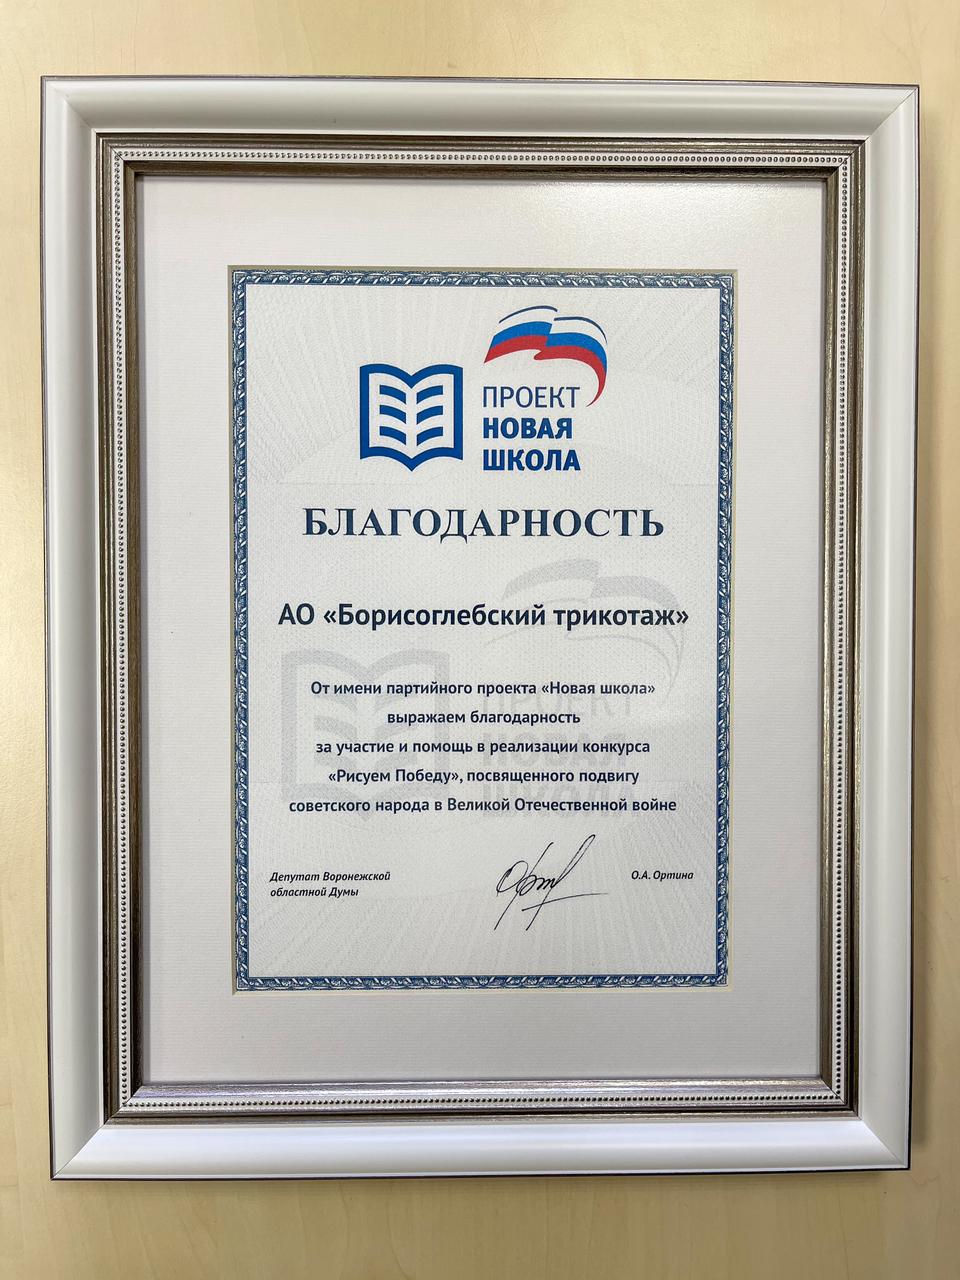 ПРОЕКТ
НОВАЯ
ШКОЛА
БЛАГОДАРНОСТЬ
АО «Борисоглебский трикотаж»
От имени партийного проекта «Новая школа»
выражаем благодарность
за участие и помощь в реализации конкурса
«Рисуем Победу», посвященного подвигу
советского народа в Великой Отечественной войне
Депутат Воронежской
областной Думы
О.А. Ортина